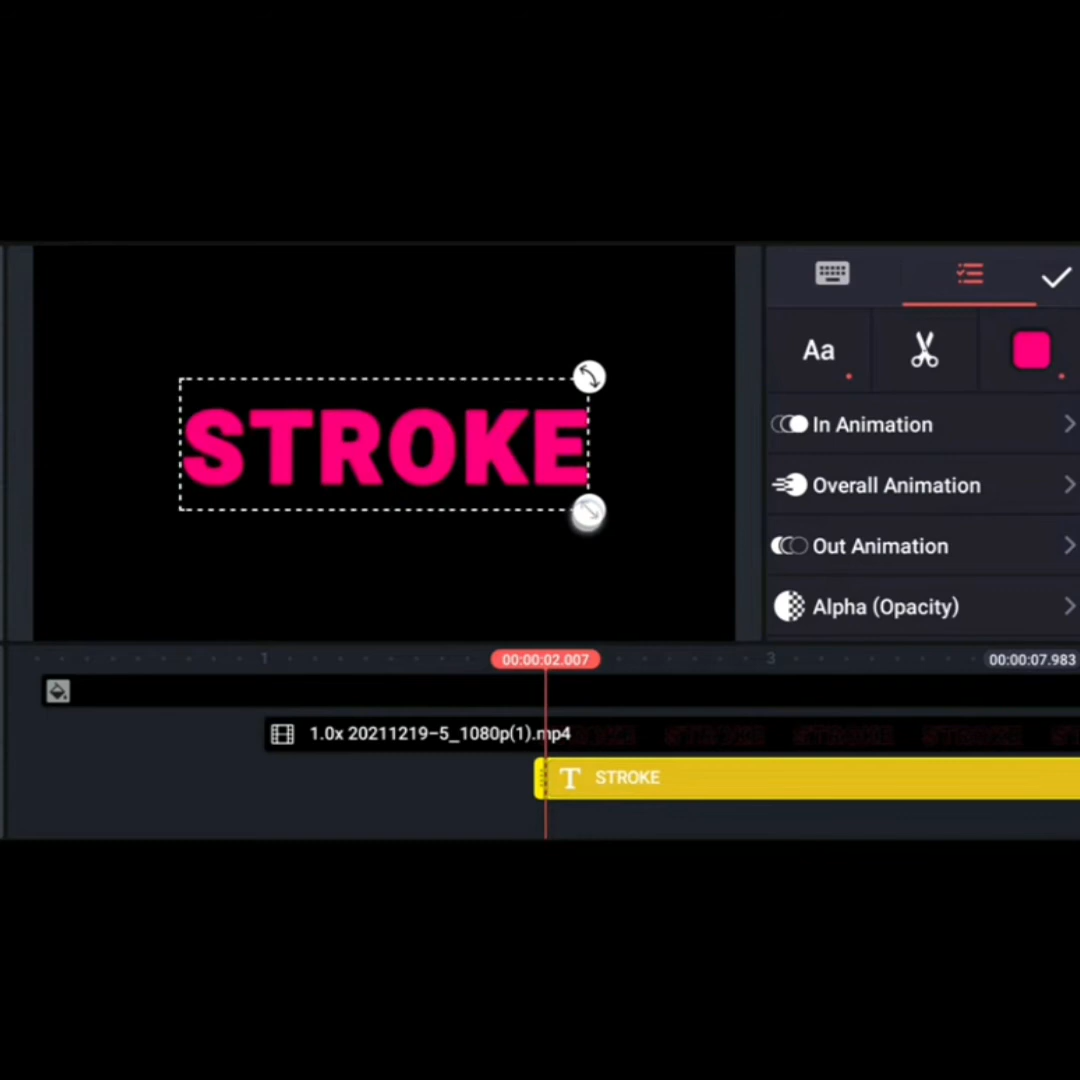 STROKE
Aa
In Animation
Overall Animation
Out Animation
Alpha (Opacity)
1
00:00:02.007
3
00:00:07.983
1.0x 20211219-5_1080p(1).mp4
T STROKE